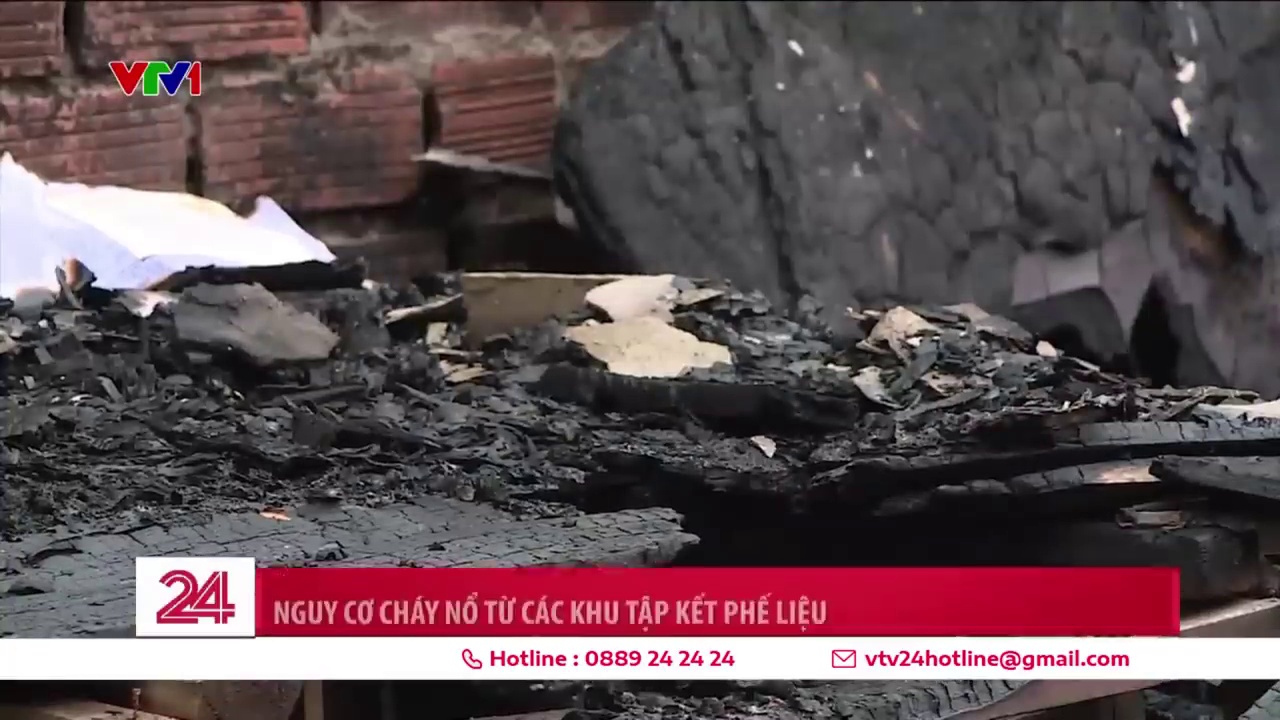 VTV1
24
NGUY CƠ CHÁY NỔ TỪ CÁC KHU TẬP KẾT PHẾ LIỆU
Hotline : 0889 24 24 24
vtv24hotline@gmail.com